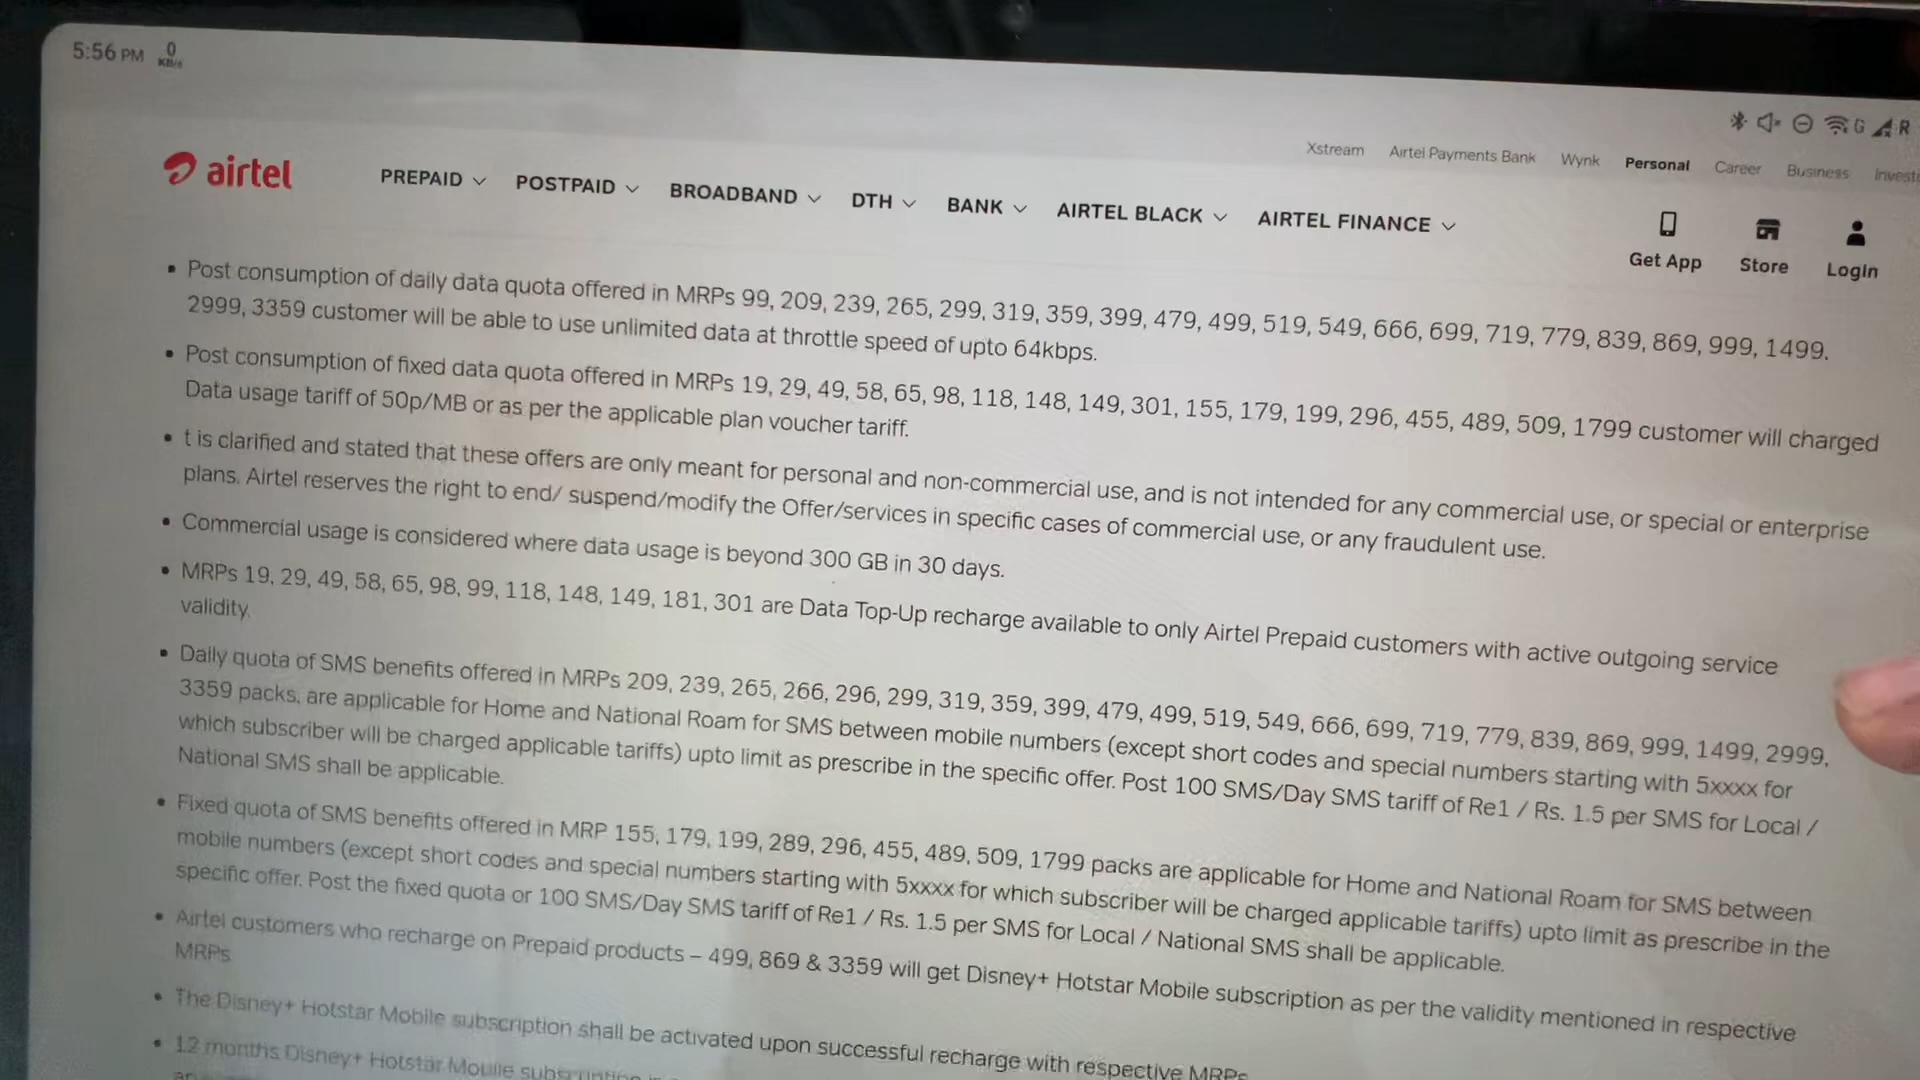 5:56 PM 0 KB/s
G R
Xstream Airtel Payments Bank Wynk Personal Career Business
airtel PREPAID POSTPAID BROADBAND DTH BANK AIRTEL BLACK AIRTEL FINANCE
Get App Store Login
• Post consumption of daily data quota offered in MRPs 99, 209, 239, 265, 299, 319, 359, 399, 479, 499, 519, 549, 666, 699, 719, 779, 839, 869, 999, 1499.
2999, 3359 customer will be able to use unlimited data at throttle speed of upto 64kbps.
• Post consumption of fixed data quota offered in MRPs 19, 29, 49, 58, 65, 98, 118, 148, 149, 301, 155, 179, 199, 296, 455, 489, 509, 1799 customer will charged
Data usage tariff of 50p/MB or as per the applicable plan voucher tariff.
• t is clarified and stated that these offers are only meant for personal and non-commercial use, and is not intended for any commercial use, or special or enterprise
plans. Airtel reserves the right to end/ suspend/modify the Offer/services in specific cases of commercial use, or any fraudulent use.
• Commercial usage is considered where data usage is beyond 300 GB in 30 days.
• MRPs 19, 29, 49, 58, 65, 98, 99, 118, 148, 149, 181, 301 are Data Top-Up recharge available to only Airtel Prepaid customers with active outgoing service
validity.
• Daily quota of SMS benefits offered in MRPs 209, 239, 265, 266, 296, 299, 319, 359, 399, 479, 499, 519, 549, 666, 699, 719, 779, 839, 869, 999, 1499, 2999,
3359 packs, are applicable for Home and National Roam for SMS between mobile numbers (except short codes and special numbers starting with 5xxxx for
which subscriber will be charged applicable tariffs) upto limit as prescribe in the specific offer. Post 100 SMS/Day SMS tariff of Re1 / Rs. 1.5 per SMS for Local /
National SMS shall be applicable.
• Fixed quota of SMS benefits offered in MRP 155, 179, 199, 289, 296, 455, 489, 509, 1799 packs are applicable for Home and National Roam for SMS between
mobile numbers (except short codes and special numbers starting with 5xxxx for which subscriber will be charged applicable tariffs) upto limit as prescribe in the
specific offer. Post the fixed quota or 100 SMS/Day SMS tariff of Re1 / Rs. 1.5 per SMS for Local / National SMS shall be applicable.
• Airtel customers who recharge on Prepaid products – 499, 869 & 3359 will get Disney+ Hotstar Mobile subscription as per the validity mentioned in respective
MRPs
• The Disney+ Hotstar Mobile subscription shall be activated upon successful recharge with respective MRPs
• 12 months Disney+ Hotstar Mobile subscription